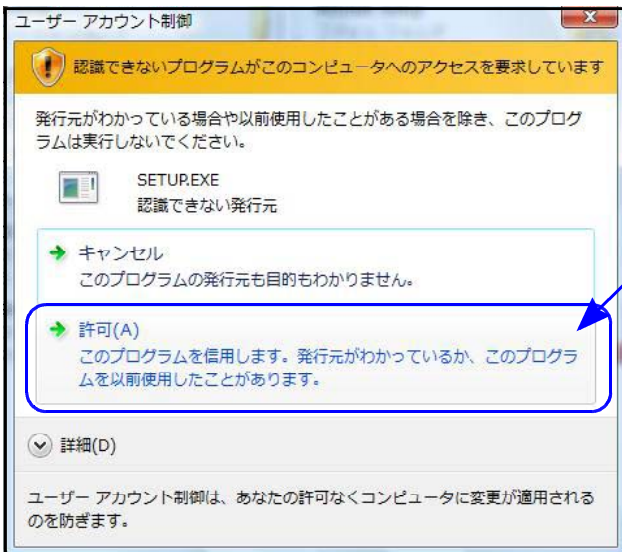 ユーザー アカウント制御
認識できないプログラムがこのコンピュータへのアクセスを要求しています
発行元がわかっている場合や以前使用したことがある場合を除き、このプログ
ラムは実行しないでください。
SETUP.EXE
認識できない発行元
キャンセル
このプログラムの発行元も目的もわかりません。
許可(A)
このプログラムを信用します。発行元がわかっているか、このプログラ
ムを以前使用したことがあります。
詳細(D)
ユーザー アカウント制御は、あなたの許可なくコンピュータに変更が適用される
のを防ぎます。